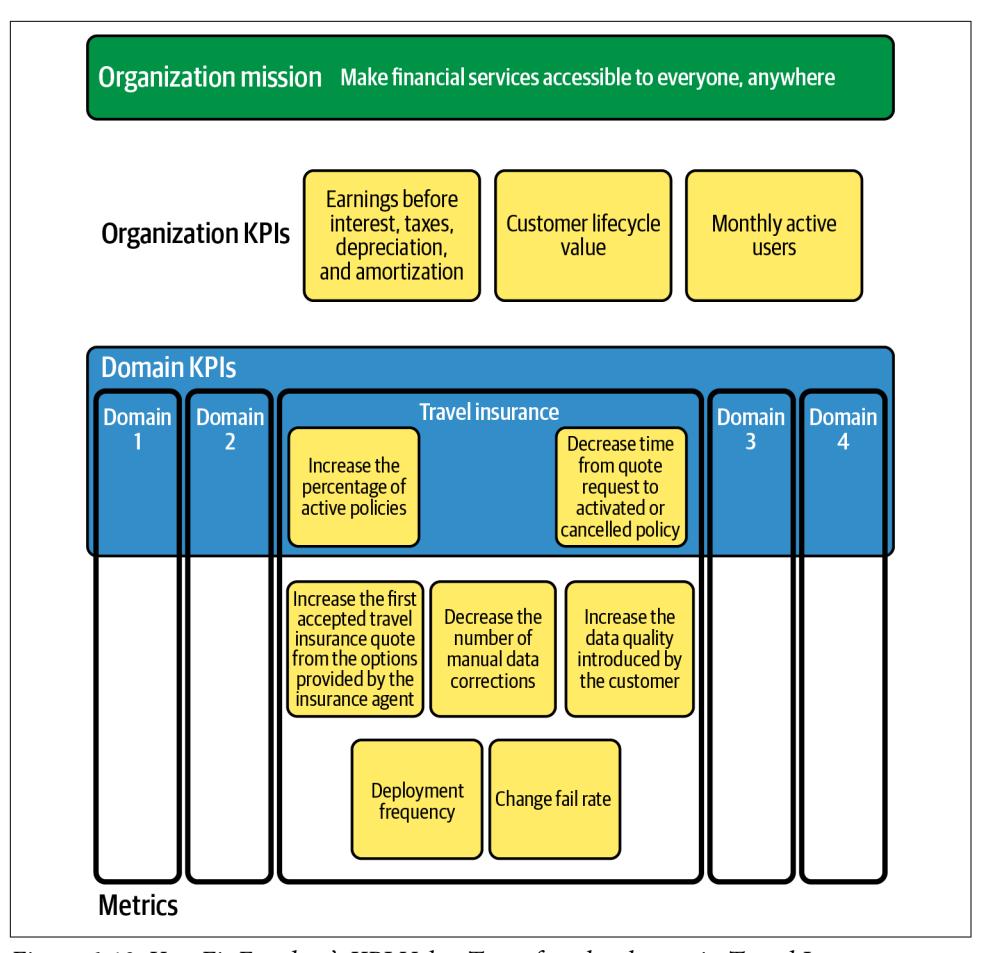 Organization mission Make financial services accessible to everyone, anywhere
Organization KPIs
Earnings before
interest, taxes,
depreciation,
and amortization
Customer lifecycle
value
Monthly active
users
Domain KPIs
Domain
1
Domain
2
Travel insurance
Increase the
percentage of
active policies
Decrease time
from quote
request to
activated or
cancelled policy
Domain
3
Domain
4
Increase the first
accepted travel
insurance quote
from the options
provided by the
insurance agent
Decrease the
number of
manual data
corrections
Increase the
data quality
introduced by
the customer
Deployment
frequency
Change fail rate
Metrics